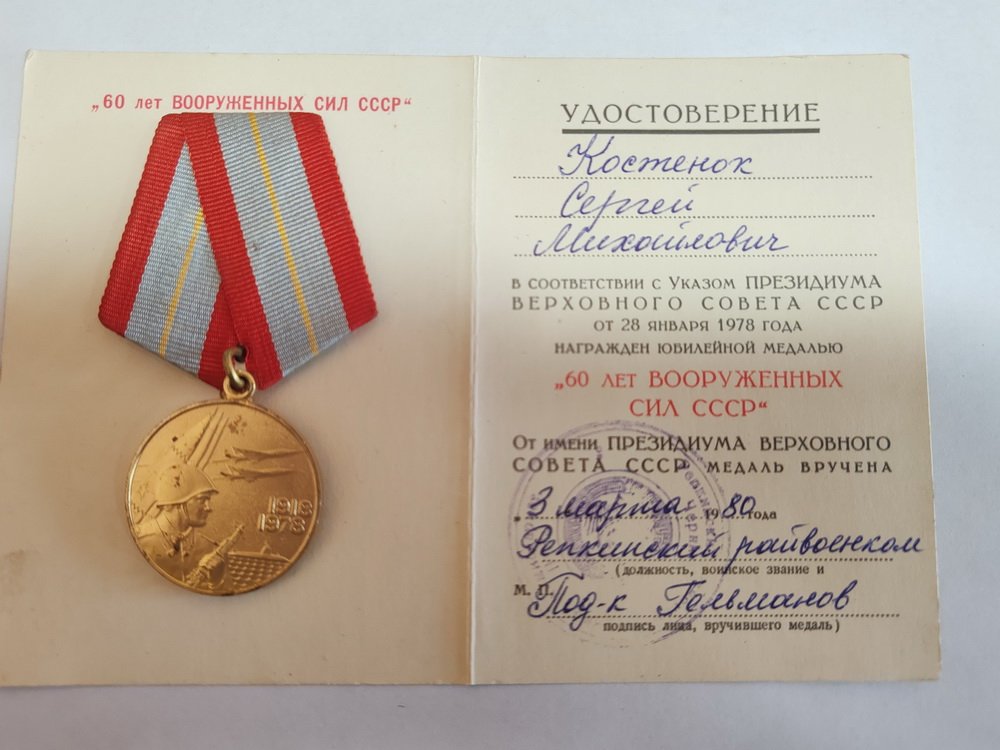 „60 лет ВООРУЖЕННЫХ СИЛ СССР“
1918
1978
УДОСТОВЕРЕНИЕ
Костенок
Сергей
Михайлович
В СООТВЕТСТВИИ С УКАЗОМ ПРЕЗИДИУМА
ВЕРХОВНОГО СОВЕТА СССР
ОТ 28 ЯНВАРЯ 1978 ГОДА
НАГРАЖДЕН ЮБИЛЕЙНОЙ МЕДАЛЬЮ
„60 ЛЕТ ВООРУЖЕННЫХ
СИЛ СССР“
ОТ ИМЕНИ ПРЕЗИДИУМА ВЕРХОВНОГО
СОВЕТА СССР МЕДАЛЬ ВРУЧЕНА
„3 марта 1980 года
Репкинский райвоенком
(должность, воинское звание и
М. П. Под-к Гельманов
подпись лица, вручившего медаль)